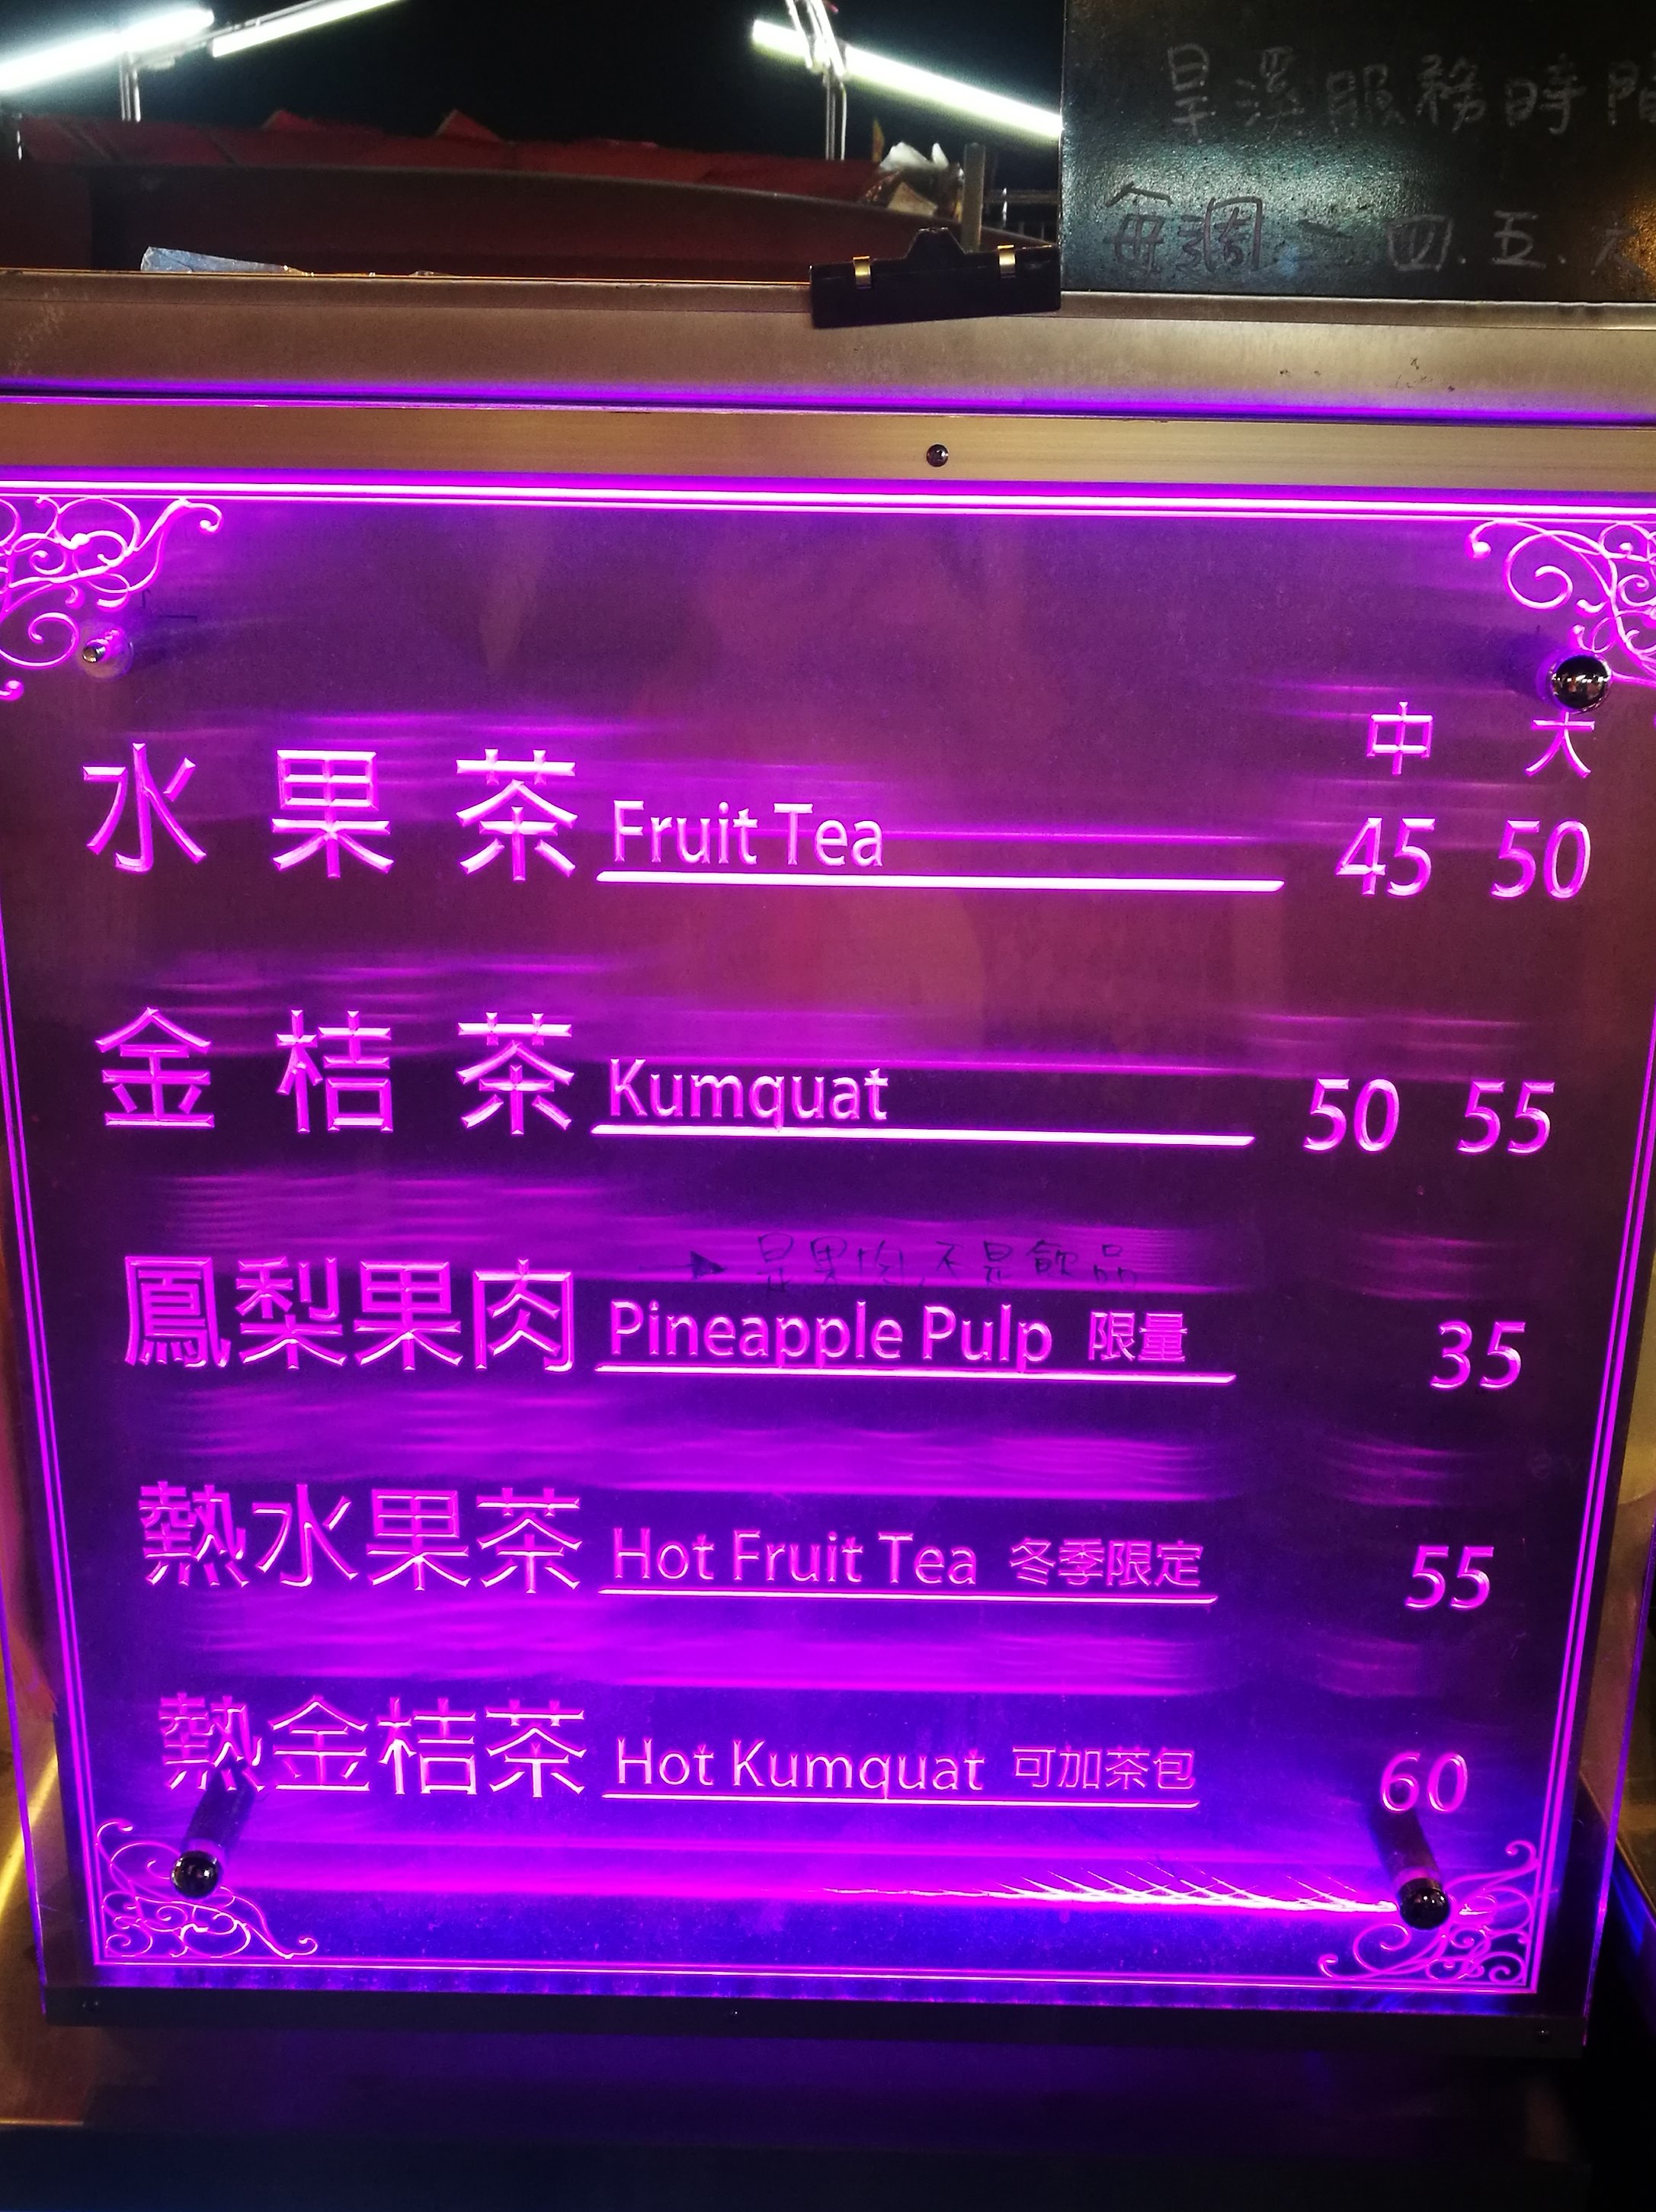 旱溪服務時間
每週 二 四.五.六
中 大
水果茶 Fruit Tea 45 50
金桔茶 Kumquat 50 55
是果肉,不是飲品
鳳梨果肉 Pineapple Pulp 限量 35
熱水果茶 Hot Fruit Tea 冬季限定 55
熱金桔茶 Hot Kumquat 可加茶包 60